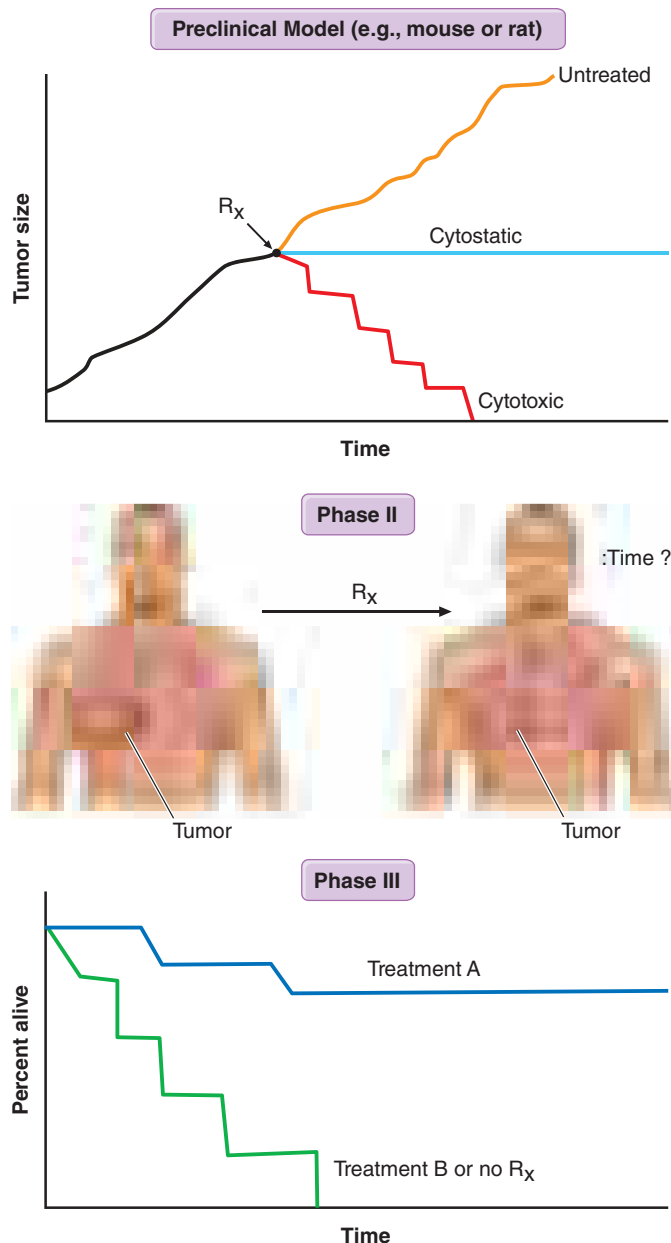 Preclinical Model (e.g., mouse or rat)
Untreated
Rx
Cytostatic
Cytotoxic
Tumor size
Time
Phase II
:Time ?
Rx
Tumor
Tumor
Phase III
Treatment A
Percent alive
Treatment B or no Rx
Time